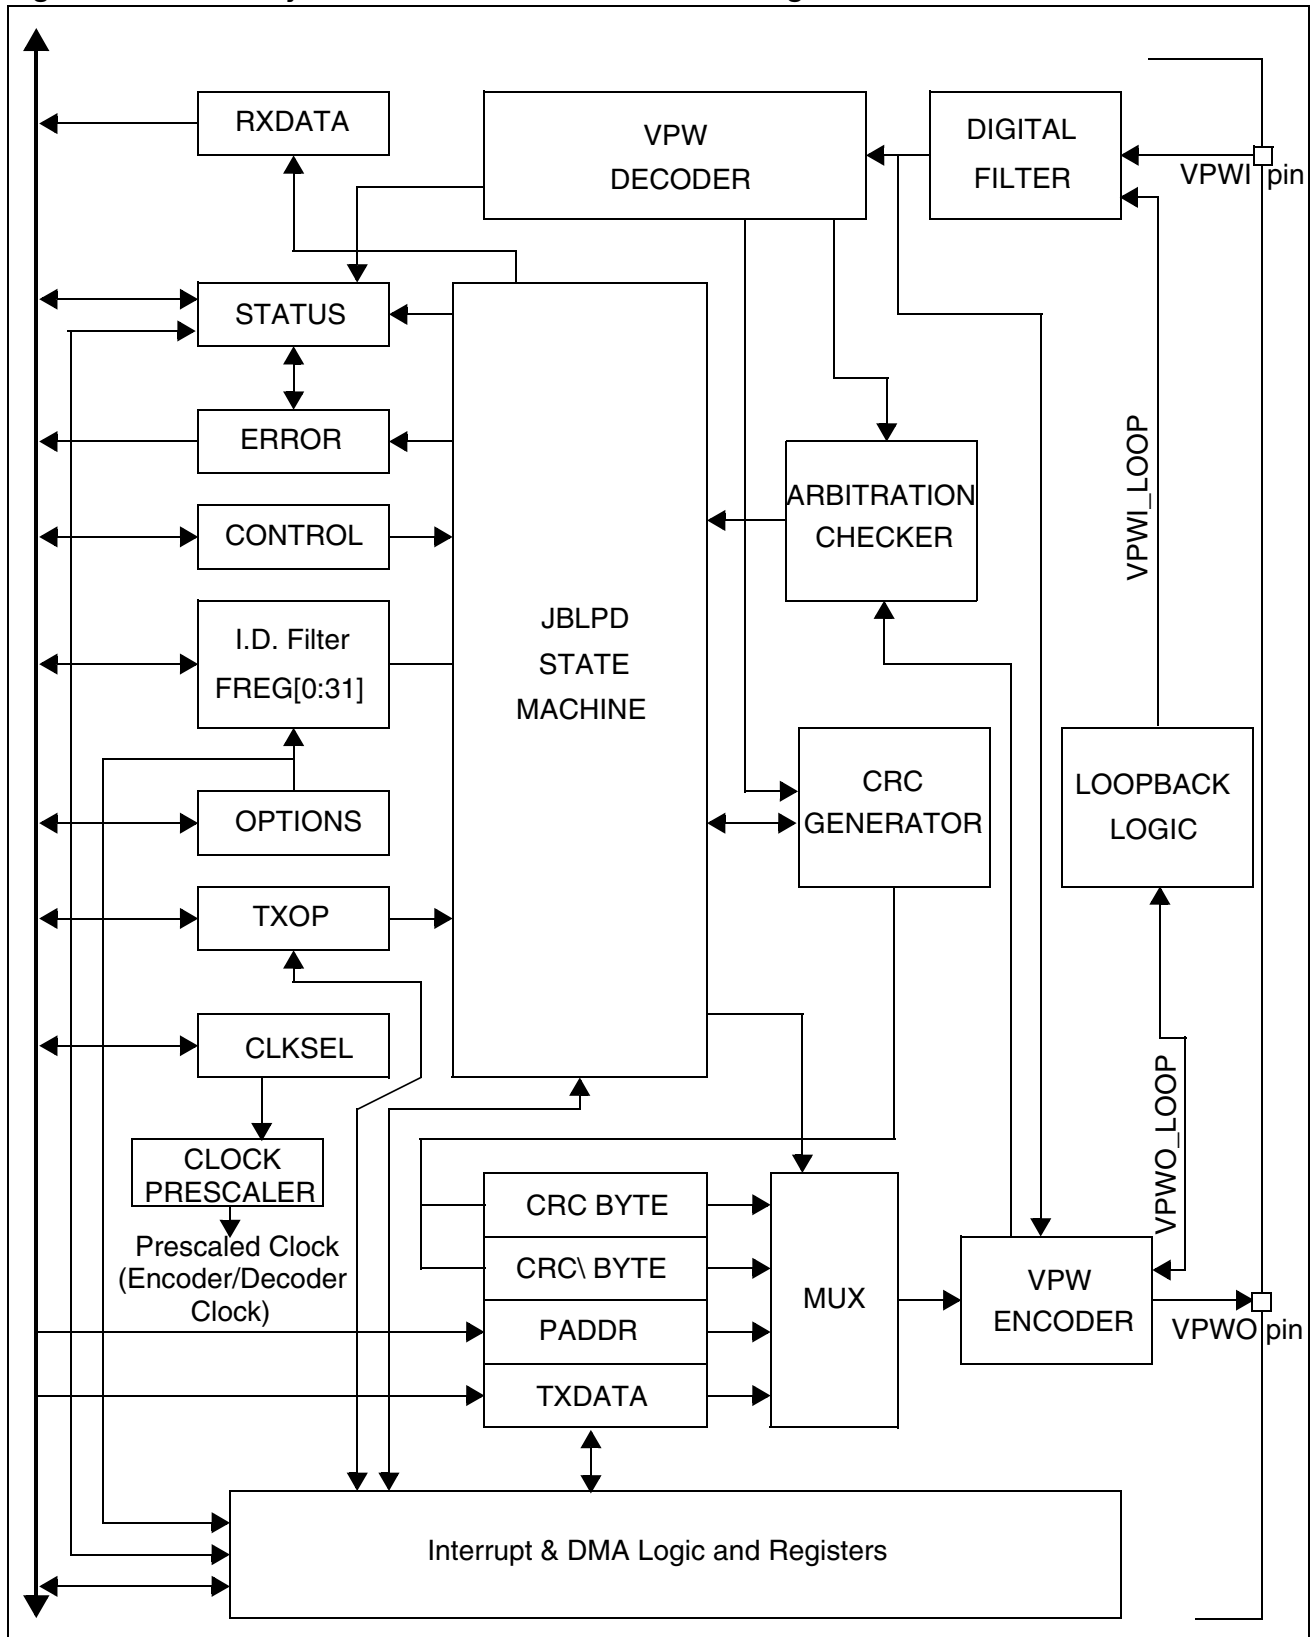 RXDATA
VPW
DECODER
DIGITAL
FILTER
VPWI pin
STATUS
ERROR
CONTROL
ARBITRATION
CHECKER
VPWI_LOOP
I.D. Filter
FREG[0:31]
JBLPD
STATE
MACHINE
OPTIONS
CRC
GENERATOR
LOOPBACK
LOGIC
TXOP
CLKSEL
CLOCK
PRESCALER
Prescaled Clock
(Encoder/Decoder
Clock)
VPWO_LOOP
CRC BYTE
CRC\ BYTE
PADDR
TXDATA
MUX
VPW
ENCODER
VPWO pin
Interrupt & DMA Logic and Registers